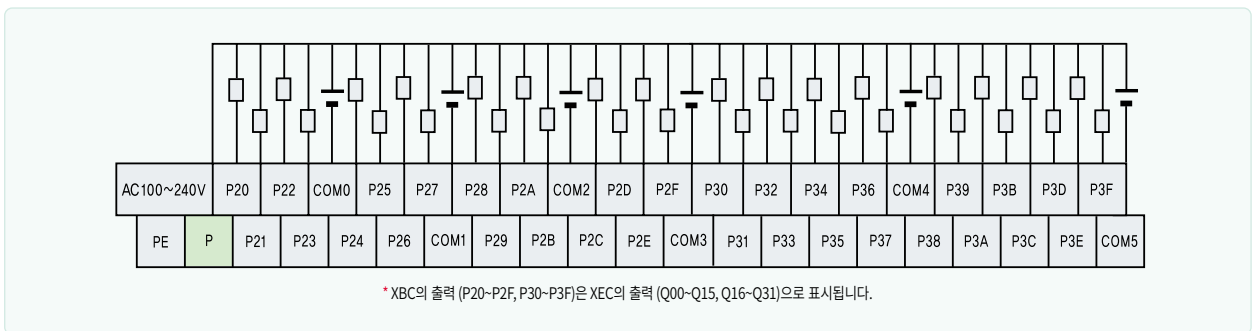 AC100~240V P20 P22 COM0 P25 P27 P28 P2A COM2 P2D P2F P30 P32 P34 P36 COM4 P39 P3B P3D P3F
PE P P21 P23 P24 P26 COM1 P29 P2B P2C P2E COM3 P31 P33 P35 P37 P38 P3A P3C P3E COM5
* XBC의 출력 (P20~P2F, P30~P3F)은 XEC의 출력 (Q00~Q15, Q16~Q31)으로 표시됩니다.